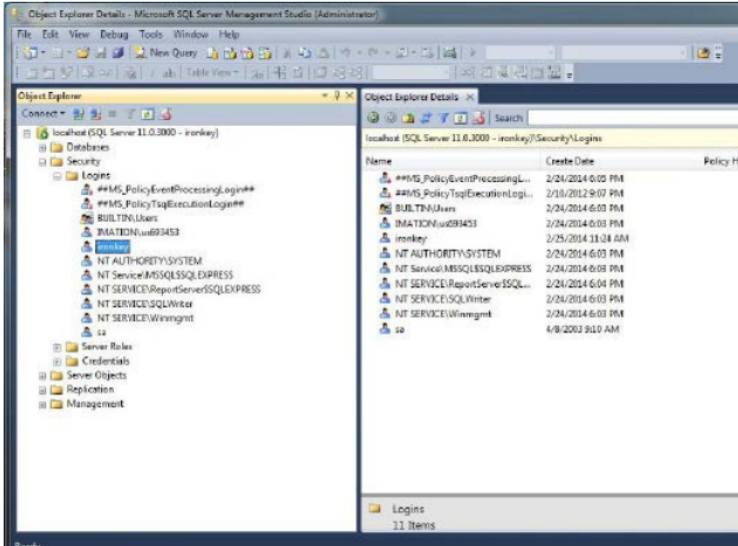 Object Explorer Details - Microsoft SQL Server Management Studio (Administrator)
File Edit View Debug Tools Window Help
New Query
Table View
Object Explorer
Connect
localhost (SQL Server 11.0.3000 - ironkey)
Databases
Security
Logins
##MS_PolicyEventProcessingLogin##
##MS_PolicyTsqlExecutionLogin##
BUILTIN\Users
IMATION\us693453
ironkey
NT AUTHORITY\SYSTEM
NT Service\MSSQL$SQLEXPRESS
NT SERVICE\ReportServer$SQLEXPRESS
NT SERVICE\SQLWriter
NT SERVICE\Winmgmt
sa
Server Roles
Credentials
Server Objects
Replication
Management
Object Explorer Details
Search
localhost (SQL Server 11.0.3000 - ironkey)\Security\Logins
Name Create Date Policy H
##MS_PolicyEventProcessingL... 2/24/2014 6:05 PM
##MS_PolicyTsqlExecutionLogi... 2/10/2012 9:07 PM
BUILTIN\Users 2/24/2014 6:03 PM
IMATION\us693453 2/24/2014 6:03 PM
ironkey 2/25/2014 11:24 AM
NT AUTHORITY\SYSTEM 2/24/2014 6:03 PM
NT Service\MSSQL$SQLEXPRESS 2/24/2014 6:03 PM
NT SERVICE\ReportServer$SQL... 2/24/2014 6:04 PM
NT SERVICE\SQLWriter 2/24/2014 6:03 PM
NT SERVICE\Winmgmt 2/24/2014 6:03 PM
sa 4/8/2003 9:10 AM
Logins
11 Items
Ready